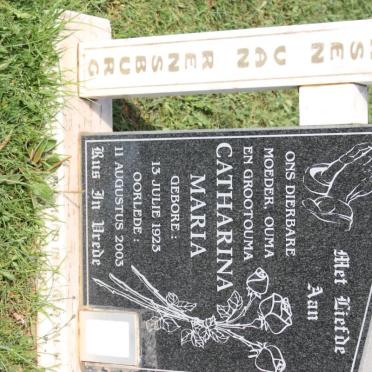 SEN VAN RENSBURG
Met Liefde
Aan
ONS DIERBARE
MOEDER, OUMA
EN GROOTOUMA
CATHARINA
MARIA
GEBORE :
13 JULIE 1923
OORLEDE :
11 AUGUSTUS 2003
Rus In Vrede